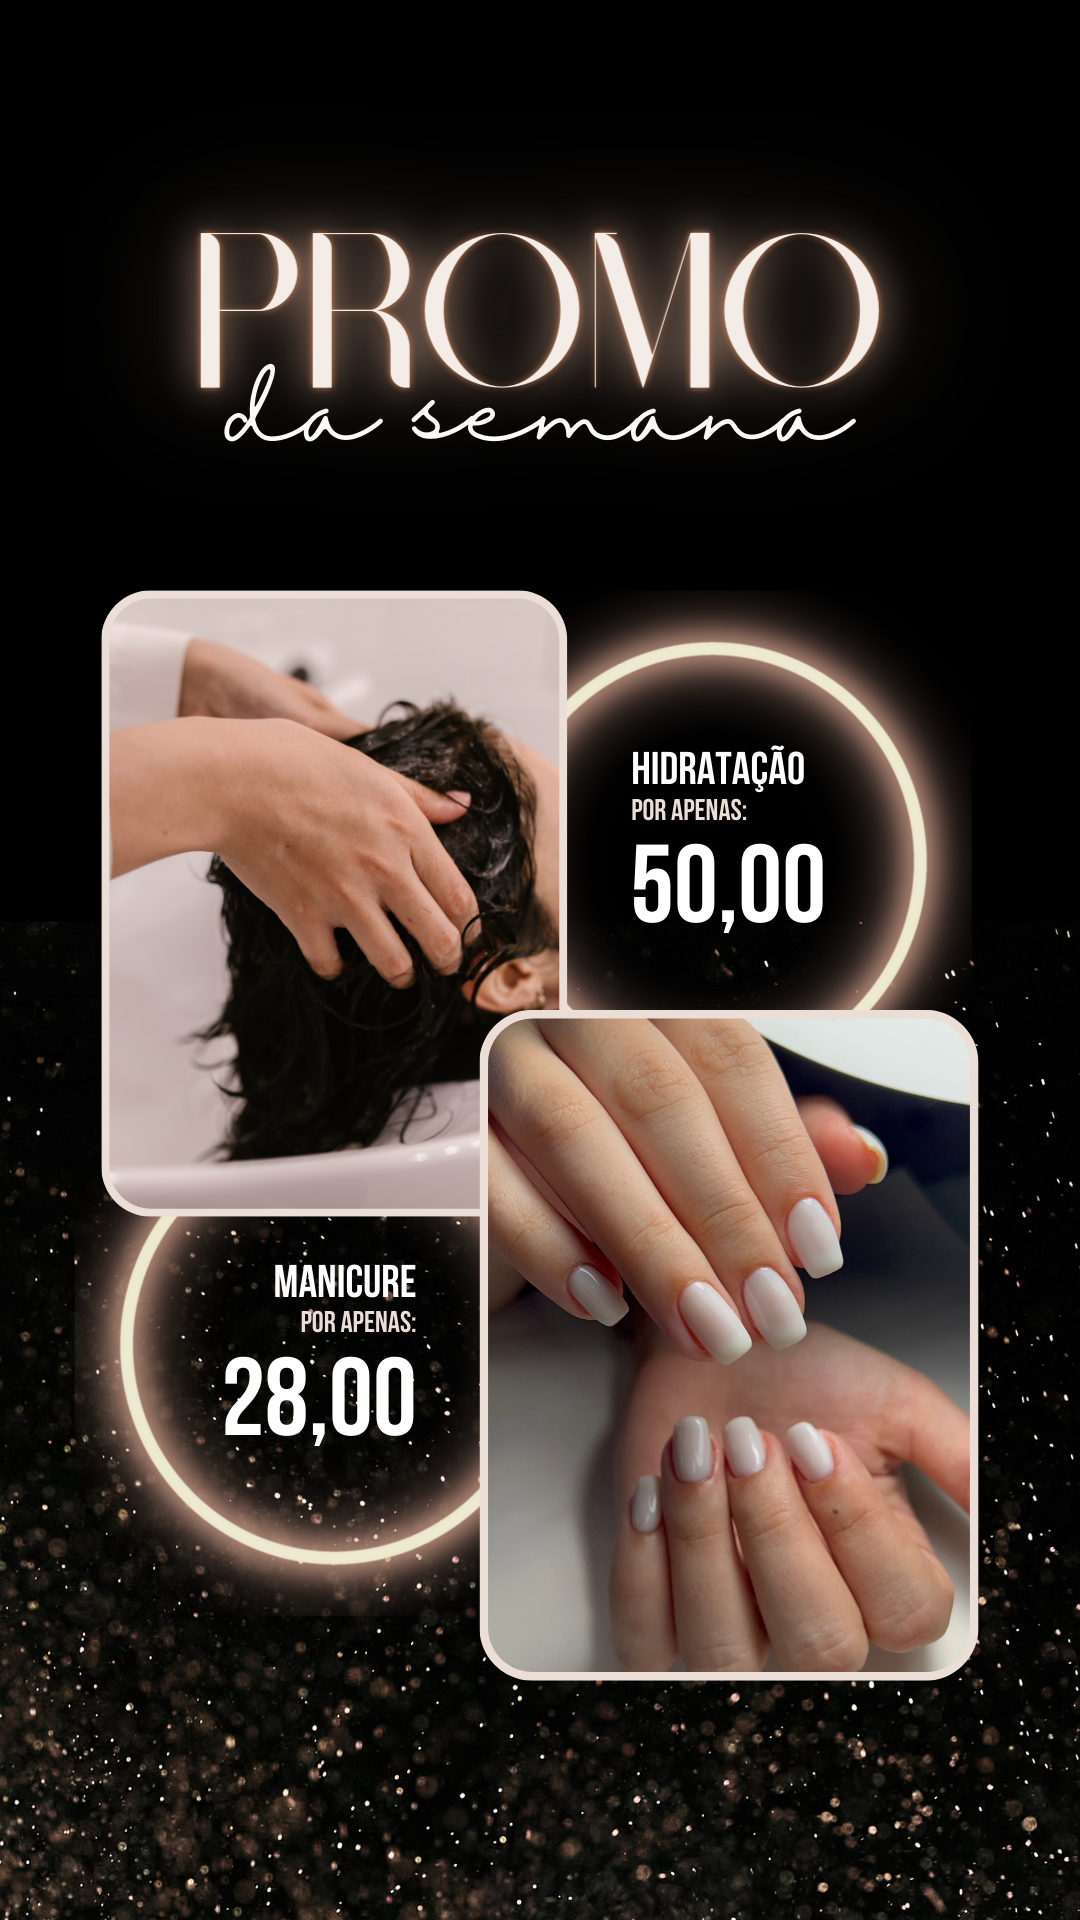 PROMO
da semana
HIDRATAÇÃO
POR APENAS:
50,00
MANICURE
POR APENAS:
28,00